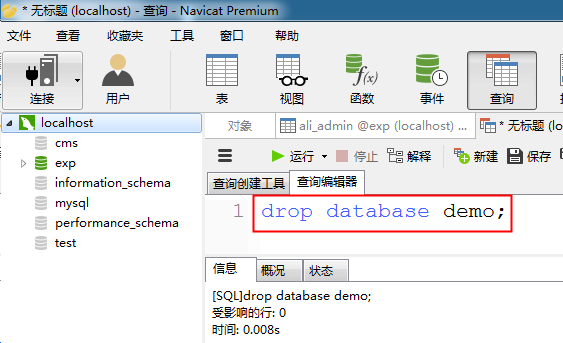 * 无标题 (localhost) - 查询 - Navicat Premium
文件 查看 收藏夹 工具 窗口 帮助
连接 用户 表 视图 函数 事件 查询
localhost
cms
exp
information_schema
mysql
performance_schema
test
对象 ali_admin @exp (localhost) ... * 无标题 (lo
运行 停止 解释 新建 保存
查询创建工具 查询编辑器
1 drop database demo;
信息 概况 状态
[SQL]drop database demo;
受影响的行: 0
时间: 0.008s